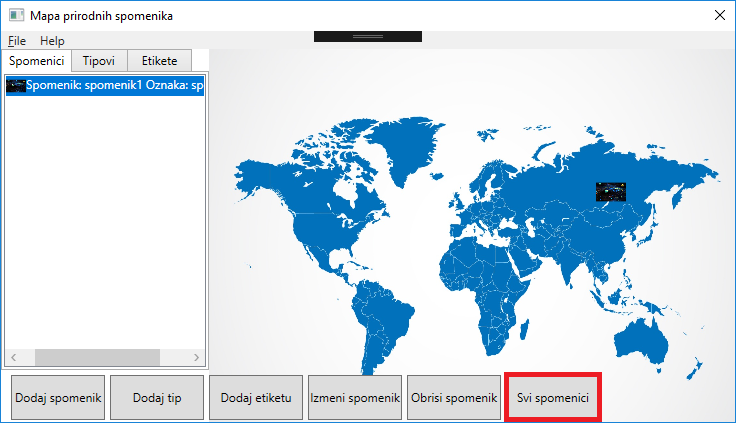 Mapa prirodnih spomenika
File Help
Spomenici Tipovi Etikete
Spomenik: spomenik1 Oznaka: sp
Dodaj spomenik Dodaj tip Dodaj etiketu Izmeni spomenik Obrisi spomenik Svi spomenici